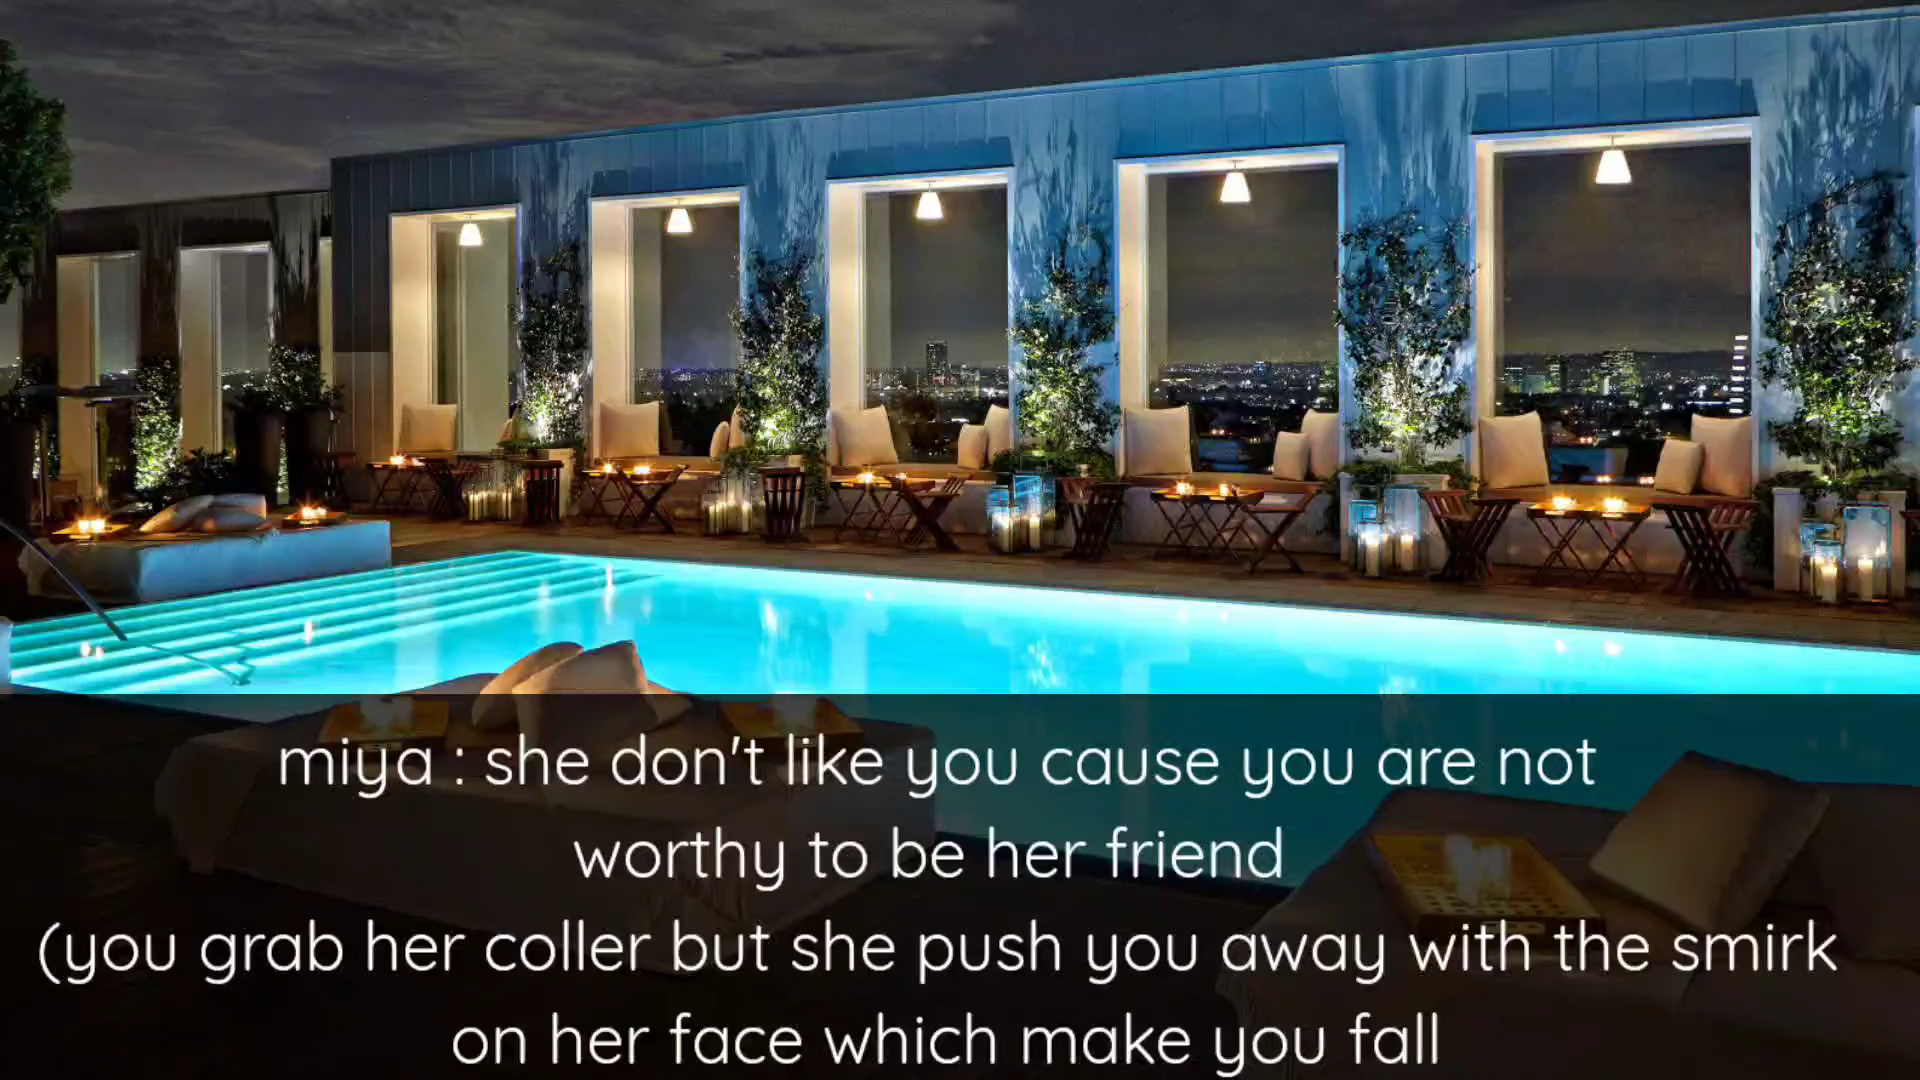 miya : she don't like you cause you are not
worthy to be her friend
(you grab her coller but she push you away with the smirk
on her face which make you fall